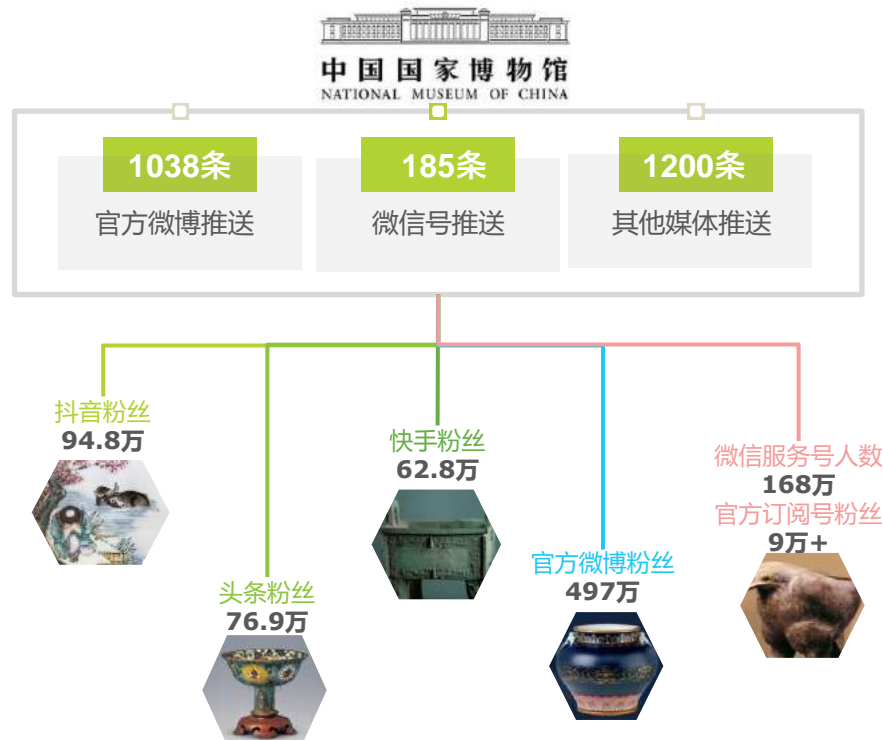 中国国家博物馆
NATIONAL MUSEUM OF CHINA
1038条
官方微博推送
185条
微信号推送
1200条
其他媒体推送
抖音粉丝
94.8万
头条粉丝
76.9万
快手粉丝
62.8万
官方微博粉丝
497万
微信服务号人数
168万
官方订阅号粉丝
9万+